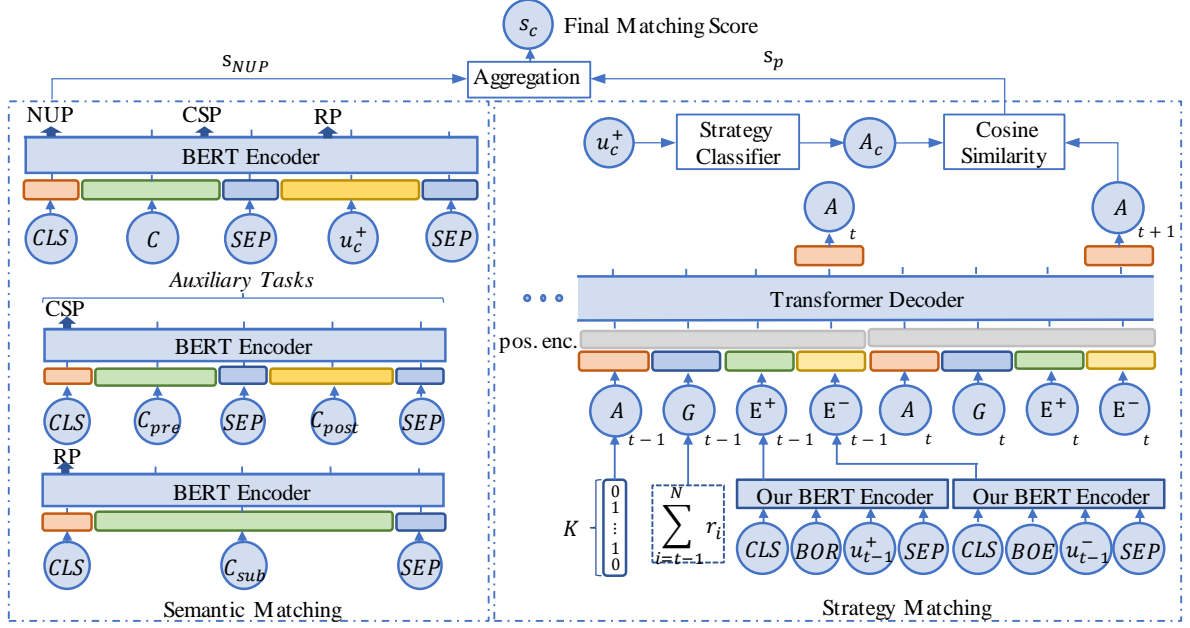 s_c Final Matching Score
s_NUP
Aggregation
s_p
NUP CSP RP
BERT Encoder
CLS C SEP u_c^+ SEP
Auxiliary Tasks
CSP
BERT Encoder
CLS C_pre SEP C_post SEP
RP
BERT Encoder
CLS C_sub SEP
Semantic Matching
u_c^+
Strategy
Classifier
A_c
Cosine
Similarity
A t
A t + 1
Transformer Decoder
pos. enc.
A t − 1 G t − 1 E^+ t − 1 E^− t − 1 A t G t E^+ t E^− t
K
0
1
⋮
1
0
N
∑ r_i
i=t−1
Our BERT Encoder
CLS BOR u_{t−1}^+ SEP
Our BERT Encoder
CLS BOE u_{t−1}^− SEP
Strategy Matching